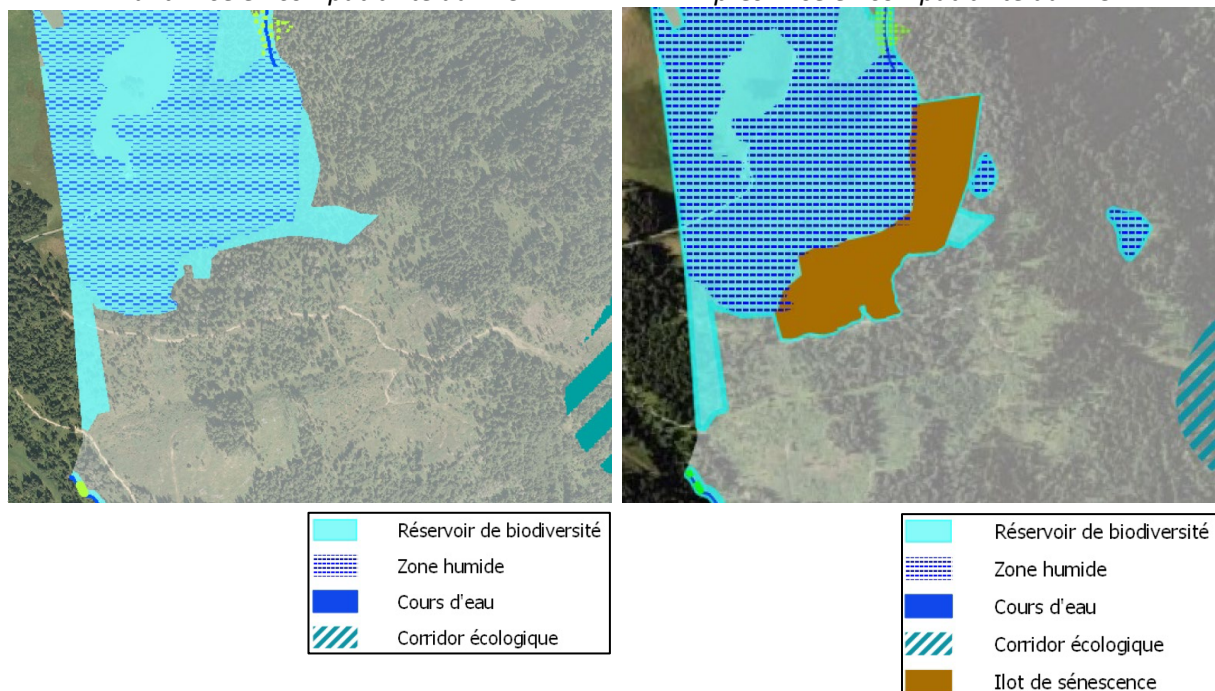 Réservoir de biodiversité
Zone humide
Cours d'eau
Corridor écologique
Réservoir de biodiversité
Zone humide
Cours d'eau
Corridor écologique
Ilot de sénescence